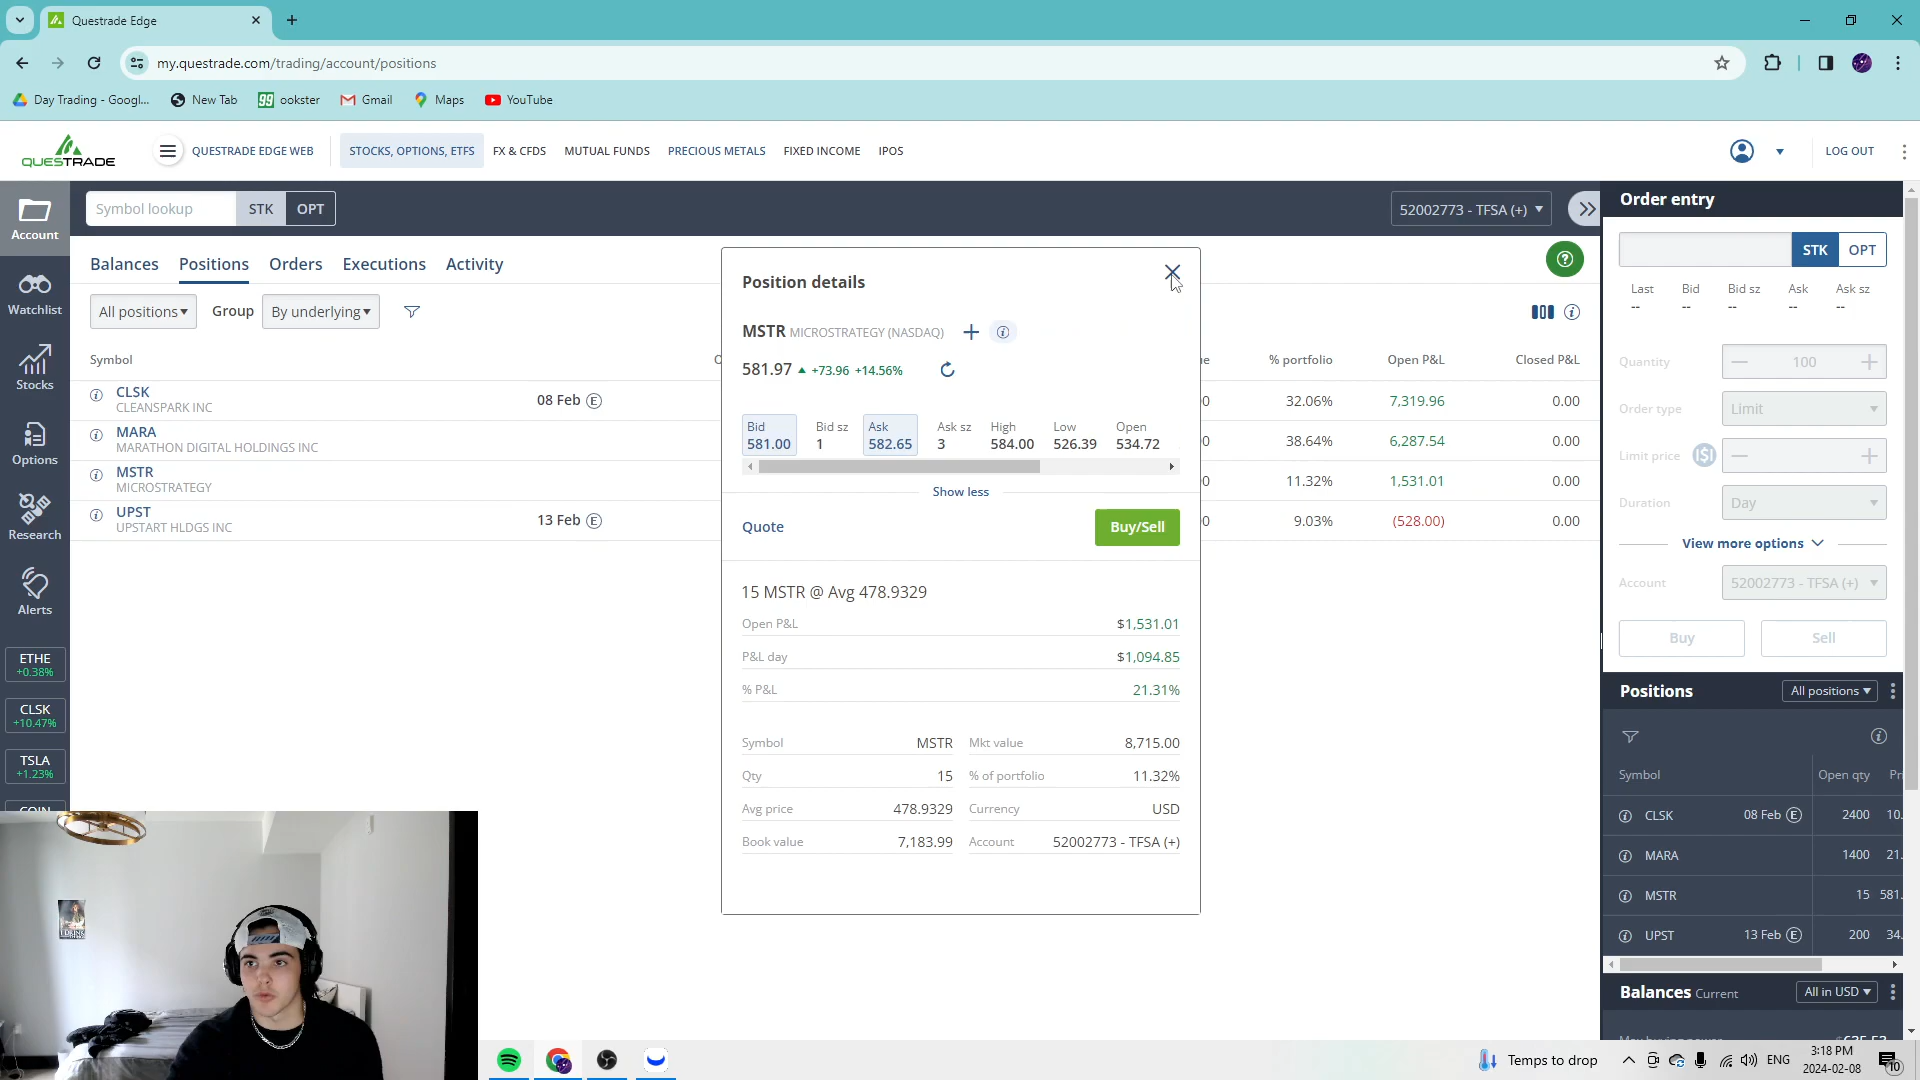 Questrade Edge
my.questrade.com/trading/account/positions
Day Trading - Googl...
New Tab
ookster
Gmail
Maps
YouTube
QUESTRADE
QUESTRADE EDGE WEB
STOCKS, OPTIONS, ETFS
FX & CFDS
MUTUAL FUNDS
PRECIOUS METALS
FIXED INCOME
IPOS
LOG OUT
Account
Watchlist
Stocks
Options
Research
Alerts
ETHE
+0.38%
CLSK
+10.47%
TSLA
+1.23%
COIN
Symbol lookup
STK
OPT
52002773 - TFSA (+)
Balances
Positions
Orders
Executions
Activity
All positions
Group
By underlying
Symbol
% portfolio
Open P&L
Closed P&L
CLSK
CLEANSPARK INC
08 Feb E
32.06%
7,319.96
0.00
MARA
MARATHON DIGITAL HOLDINGS INC
38.64%
6,287.54
0.00
MSTR
MICROSTRATEGY
11.32%
1,531.01
0.00
UPST
UPSTART HLDGS INC
13 Feb E
9.03%
(528.00)
0.00
Position details
MSTR MICROSTRATEGY (NASDAQ)
581.97 +73.96 +14.56%
Bid Bid sz Ask Ask sz High Low Open
581.00 1 582.65 3 584.00 526.39 534.72
Show less
Quote
Buy/Sell
15 MSTR @ Avg 478.9329
Open P&L $1,531.01
P&L day $1,094.85
% P&L 21.31%
Symbol MSTR Mkt value 8,715.00
Qty 15 % of portfolio 11.32%
Avg price 478.9329 Currency USD
Book value 7,183.99 Account 52002773 - TFSA (+)
Order entry
STK
OPT
Last Bid Bid sz Ask Ask sz
-- -- -- -- --
Quantity 100
Order type Limit
Limit price
Duration Day
View more options
Account 52002773 - TFSA (+)
Buy
Sell
Positions
All positions
Symbol Open qty
CLSK 08 Feb E 2400 10.
MARA 1400 21.
MSTR 15 581.
UPST 13 Feb E 200 34.
Balances Current
All in USD
Temps to drop
ENG
3:18 PM
2024-02-08
10